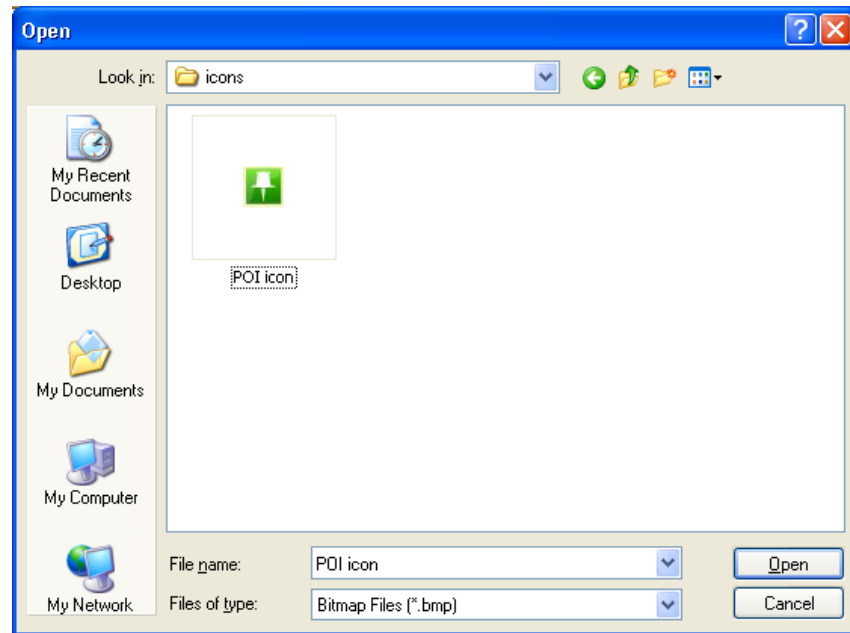 Open
Look in:
icons
My Recent
Documents
Desktop
My Documents
My Computer
My Network
POI icon
File name:
POI icon
Open
Files of type:
Bitmap Files (*.bmp)
Cancel